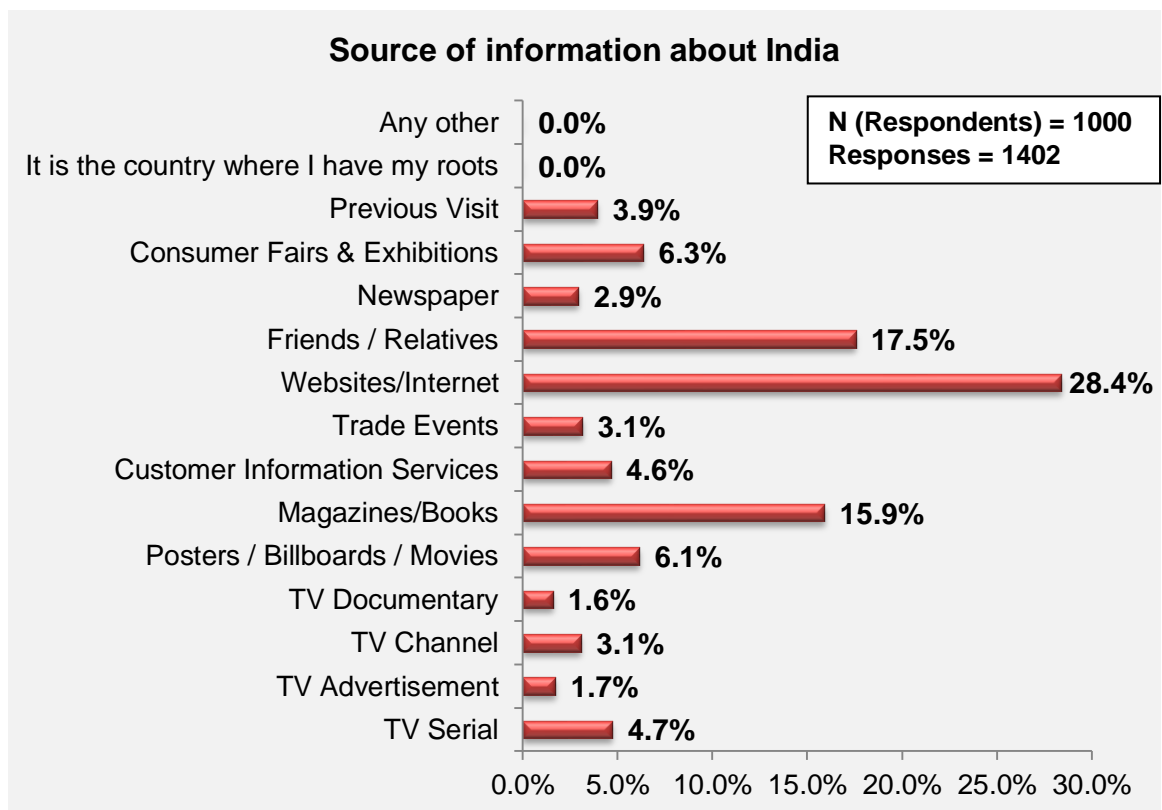 Source of information about India
N (Respondents) = 1000
Responses = 1402
Any other 0.0%
It is the country where I have my roots 0.0%
Previous Visit 3.9%
Consumer Fairs & Exhibitions 6.3%
Newspaper 2.9%
Friends / Relatives 17.5%
Websites/Internet 28.4%
Trade Events 3.1%
Customer Information Services 4.6%
Magazines/Books 15.9%
Posters / Billboards / Movies 6.1%
TV Documentary 1.6%
TV Channel 3.1%
TV Advertisement 1.7%
TV Serial 4.7%
0.0% 5.0% 10.0% 15.0% 20.0% 25.0% 30.0%